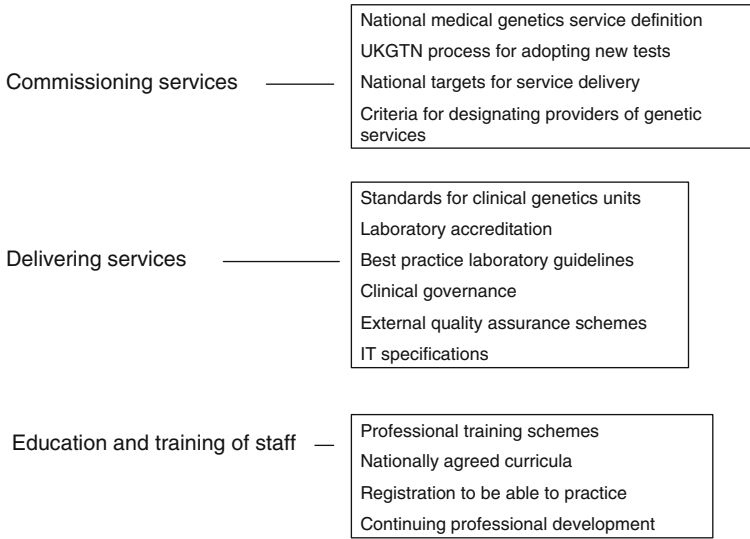 Commissioning services
National medical genetics service definition
UKGTN process for adopting new tests
National targets for service delivery
Criteria for designating providers of genetic
services
Delivering services
Standards for clinical genetics units
Laboratory accreditation
Best practice laboratory guidelines
Clinical governance
External quality assurance schemes
IT specifications
Education and training of staff
Professional training schemes
Nationally agreed curricula
Registration to be able to practice
Continuing professional development